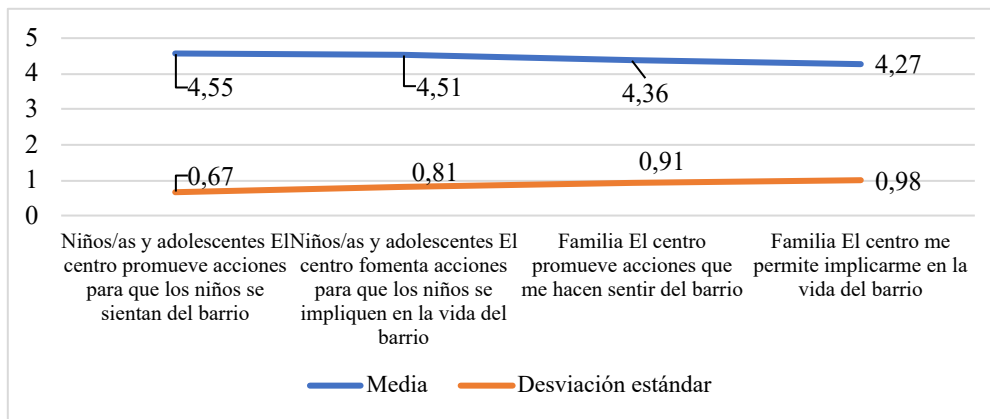 5
4
3
2
1
0
4,55
4,51
4,36
4,27
0,67
0,81
0,91
0,98
Niños/as y adolescentes El
centro promueve acciones
para que los niños se
sientan del barrio
Niños/as y adolescentes El
centro fomenta acciones
para que los niños se
impliquen en la vida del
barrio
Familia El centro
promueve acciones que
me hacen sentir del barrio
Familia El centro me
permite implicarme en la
vida del barrio
Media
Desviación estándar